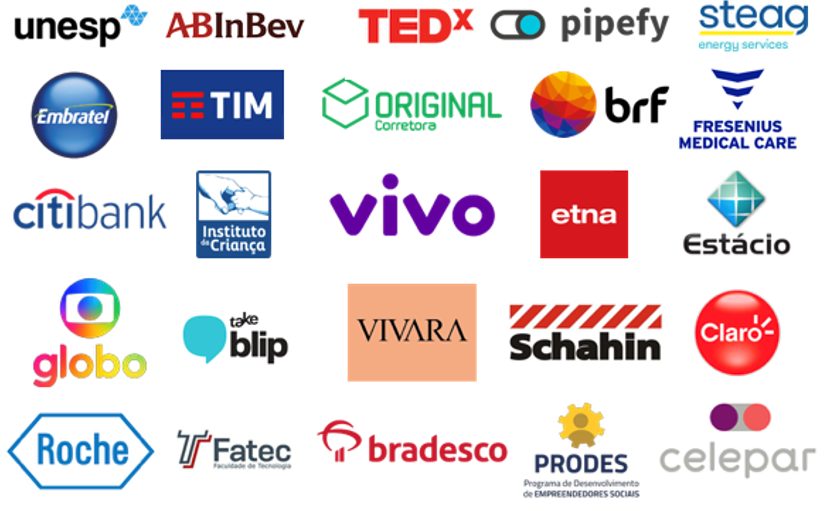 unesp
ABInBev
TEDx
pipefy
steag
energy services
Embratel
TIM
ORIGINAL
Corretora
brf
FRESENIUS
MEDICAL CARE
citibank
Instituto
da Criança
vivo
etna
Estácio
globo
take
blip
VIVARA
Schahin
Claro
Roche
Fatec
Faculdade de Tecnologia
bradesco
PRODES
Programa de Desenvolvimento
de EMPREENDEDORES SOCIAIS
celepar